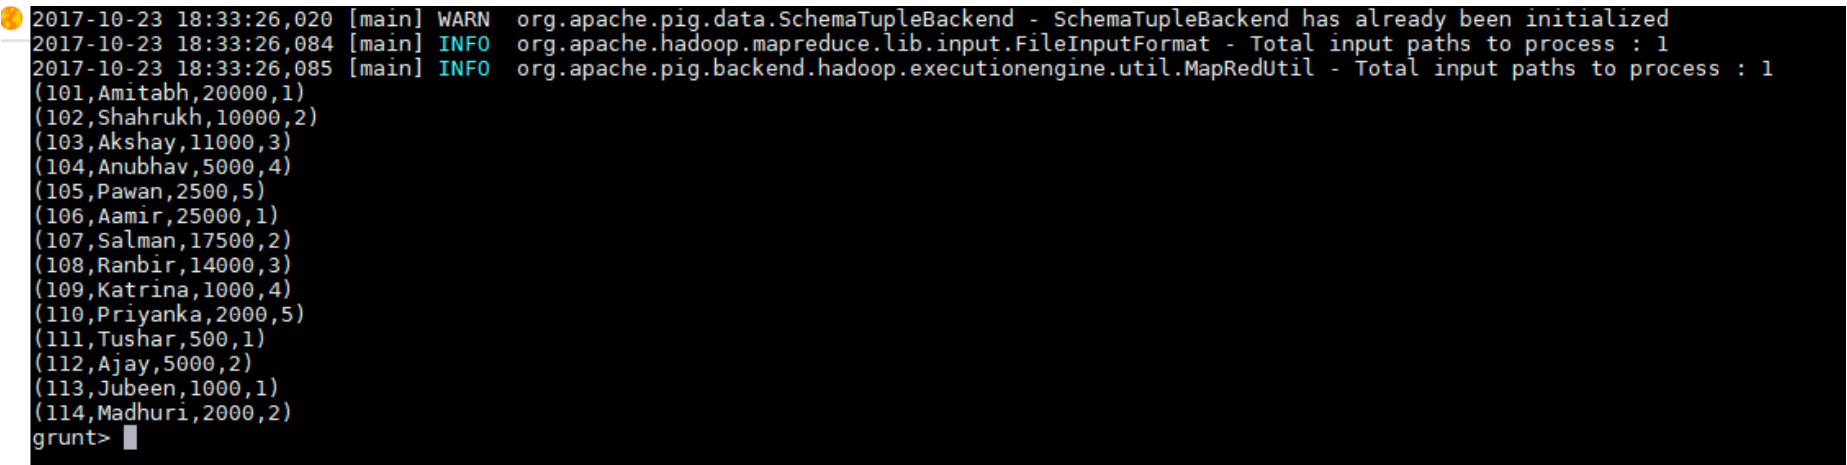 2017-10-23 18:33:26,020 [main] WARN  org.apache.pig.data.SchemaTupleBackend - SchemaTupleBackend has already been initialized
2017-10-23 18:33:26,084 [main] INFO  org.apache.hadoop.mapreduce.lib.input.FileInputFormat - Total input paths to process : 1
2017-10-23 18:33:26,085 [main] INFO  org.apache.pig.backend.hadoop.executionengine.util.MapRedUtil - Total input paths to process : 1
(101,Amitabh,20000,1)
(102,Shahrukh,10000,2)
(103,Akshay,11000,3)
(104,Anubhav,5000,4)
(105,Pawan,2500,5)
(106,Aamir,25000,1)
(107,Salman,17500,2)
(108,Ranbir,14000,3)
(109,Katrina,1000,4)
(110,Priyanka,2000,5)
(111,Tushar,500,1)
(112,Ajay,5000,2)
(113,Jubeen,1000,1)
(114,Madhuri,2000,2)
grunt>